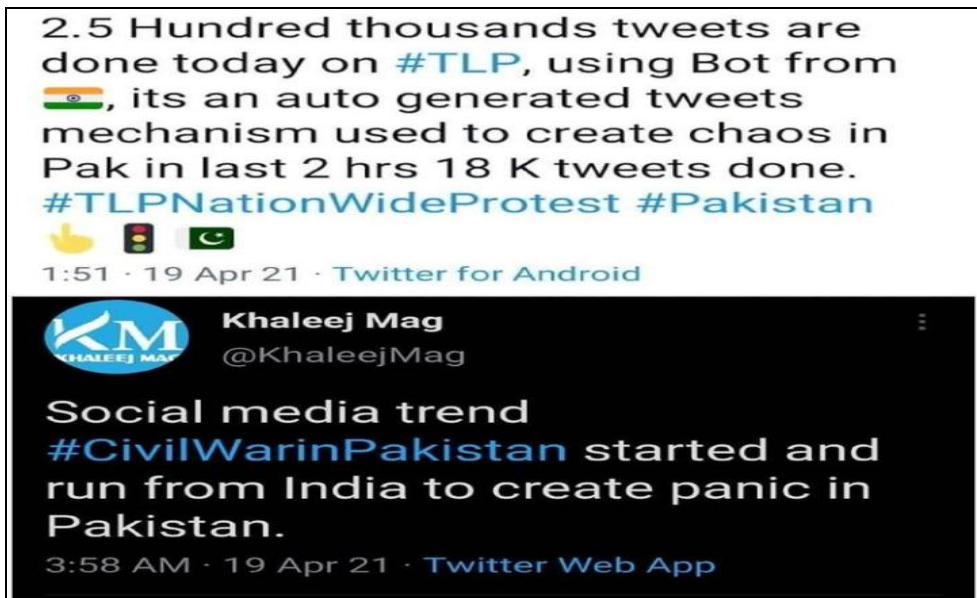 2.5 Hundred thousands tweets are
done today on #TLP, using Bot from
, its an auto generated tweets
mechanism used to create chaos in
Pak in last 2 hrs 18 K tweets done.
#TLPNationWideProtest #Pakistan
1:51 · 19 Apr 21 · Twitter for Android
KM
KHALEEJ MAG
Khaleej Mag
@KhaleejMag
Social media trend
#CivilWarinPakistan started and
run from India to create panic in
Pakistan.
3:58 AM · 19 Apr 21 · Twitter Web App